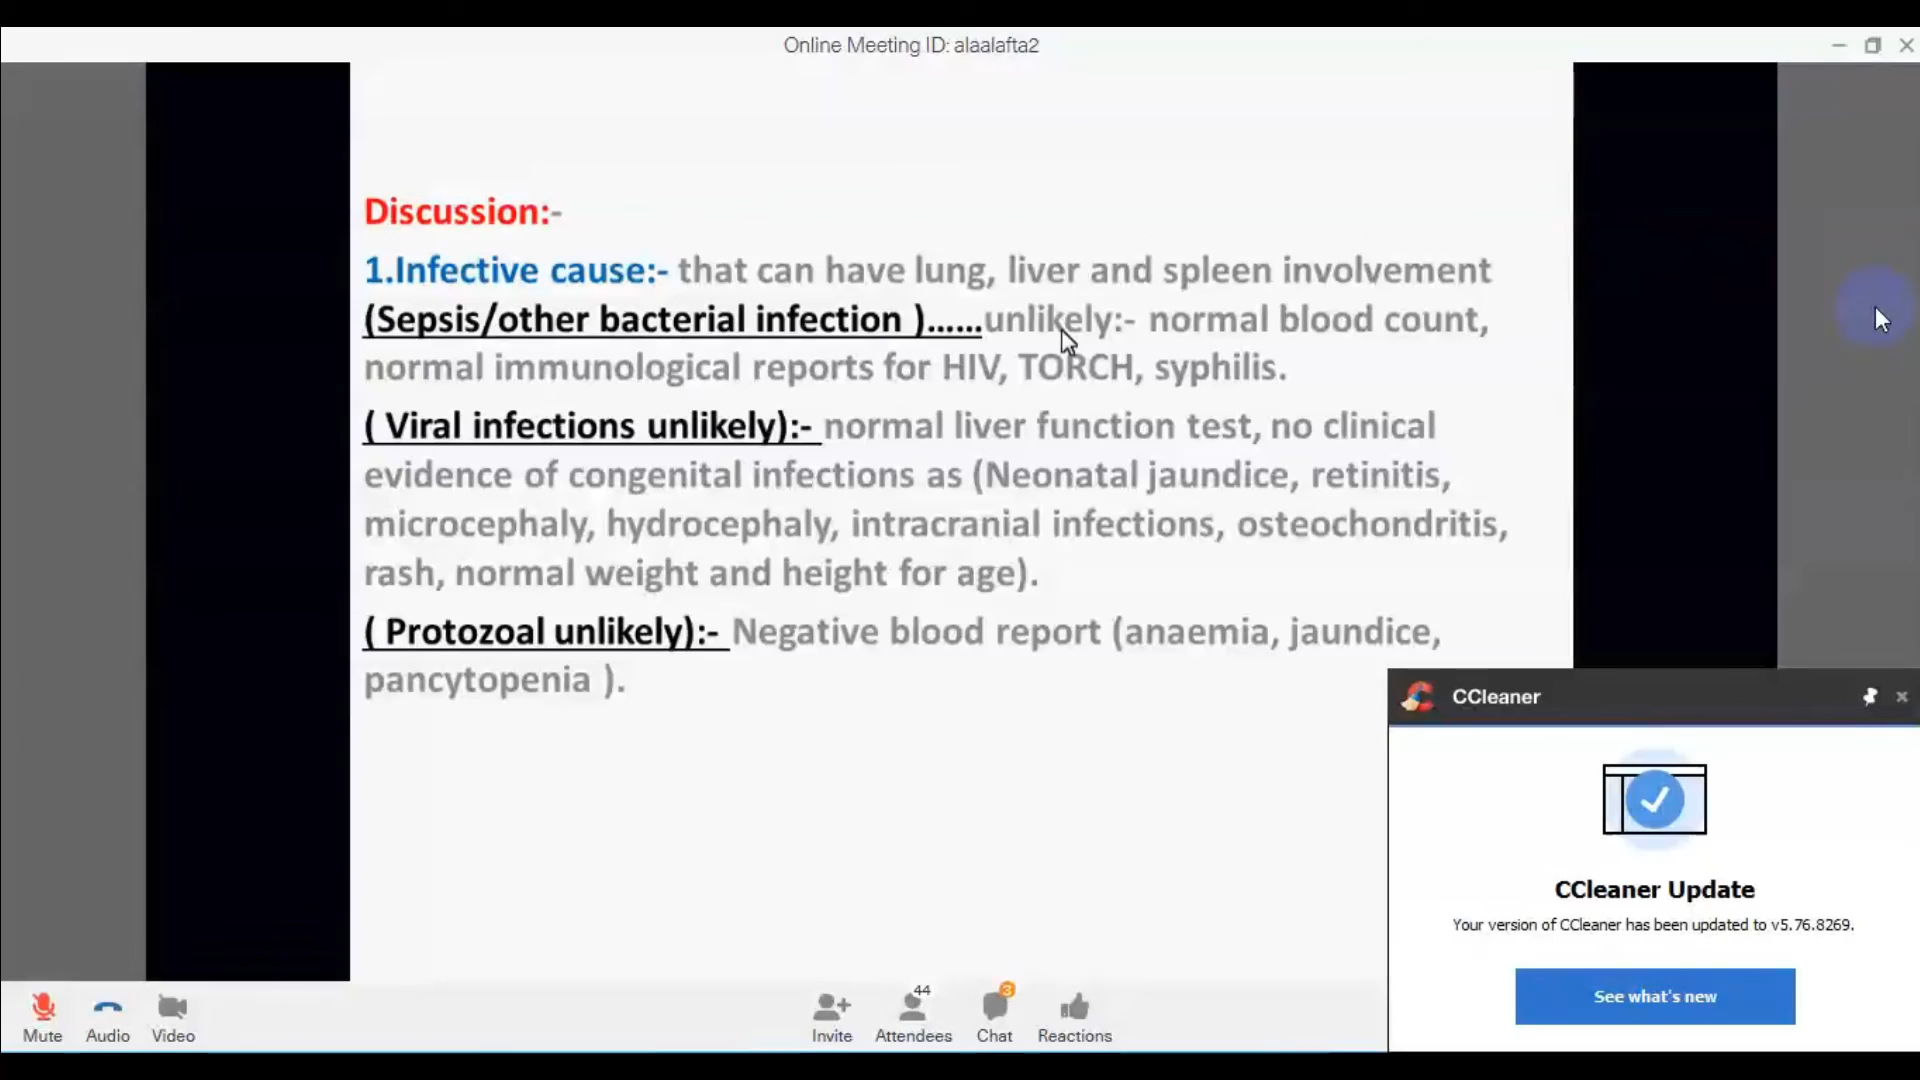 Online Meeting ID: alaalafta2
Discussion:-
1.Infective cause:- that can have lung, liver and spleen involvement
(Sepsis/other bacterial infection )......unlikely:- normal blood count,
normal immunological reports for HIV, TORCH, syphilis.
( Viral infections unlikely):- normal liver function test, no clinical
evidence of congenital infections as (Neonatal jaundice, retinitis,
microcephaly, hydrocephaly, intracranial infections, osteochondritis,
rash, normal weight and height for age).
( Protozoal unlikely):- Negative blood report (anaemia, jaundice,
pancytopenia ).
CCleaner
CCleaner Update
Your version of CCleaner has been updated to v5.76.8269.
See what's new
44
3
Mute Audio Video Invite Attendees Chat Reactions